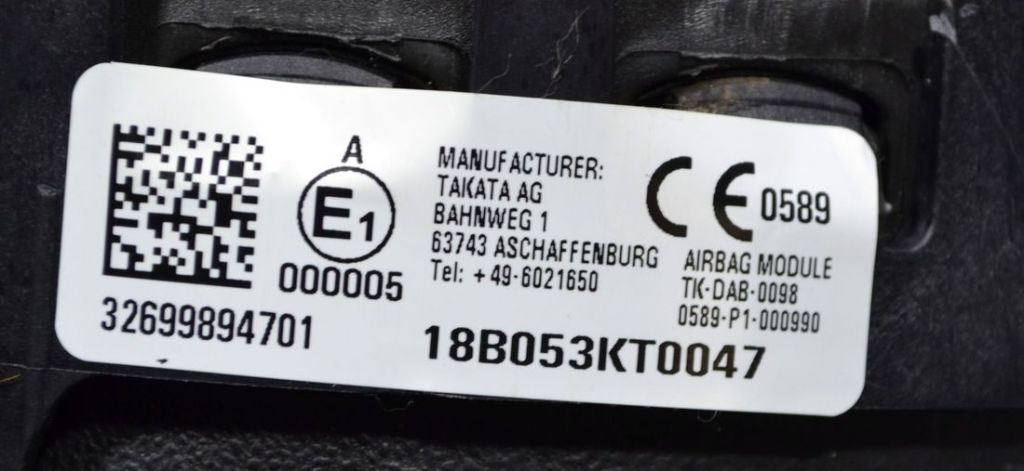 A
E1
000005
32699894701
MANUFACTURER:
TAKATA AG
BAHNWEG 1
63743 ASCHAFFENBURG
Tel: +49-6021650
CE 0589
AIRBAG MODULE
TK-DAB-0098
0589-P1-000990
18B053KT0047